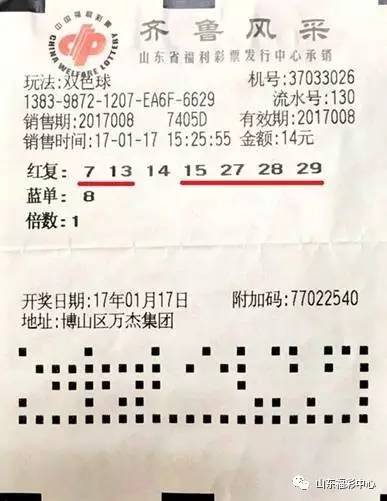 中国福利彩票
CHINA WELFARE LOTTERY
齐鲁风采
山东省福利彩票发行中心承销
玩法:双色球 机号:37033026
1383-9872-1207-EA6F-6629 流水号:130
销售期:2017008 7405D 有效期:2017008
销售时间:17-01-17 15:25:55 金额:14元
红复: 7 13 14 15 27 28 29
蓝单: 8
倍数:1
开奖日期:17年01月17日 附加码:77022540
地址:博山区万杰集团
山东福彩中心